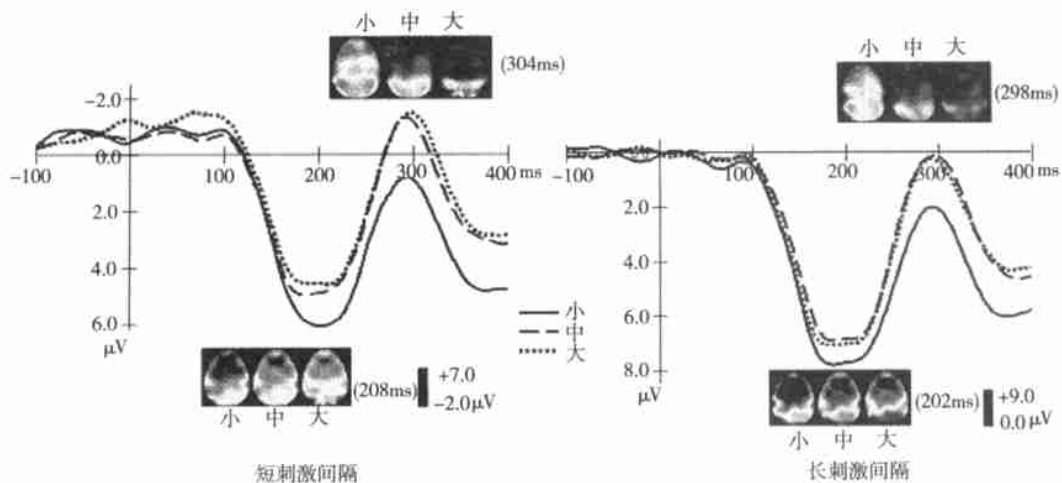 小 中 大
(304ms)
-2.0
0.0
2.0
4.0
6.0
μV
-100
100
200
300
400
ms
小 中 大
(208ms)
+7.0
-2.0μV
短刺激间隔
小
中
大
小 中 大
(298ms)
-100
100
200
300
400
ms
2.0
4.0
6.0
8.0
μV
小 中 大
(202ms)
+9.0
0.0 μV
长刺激间隔